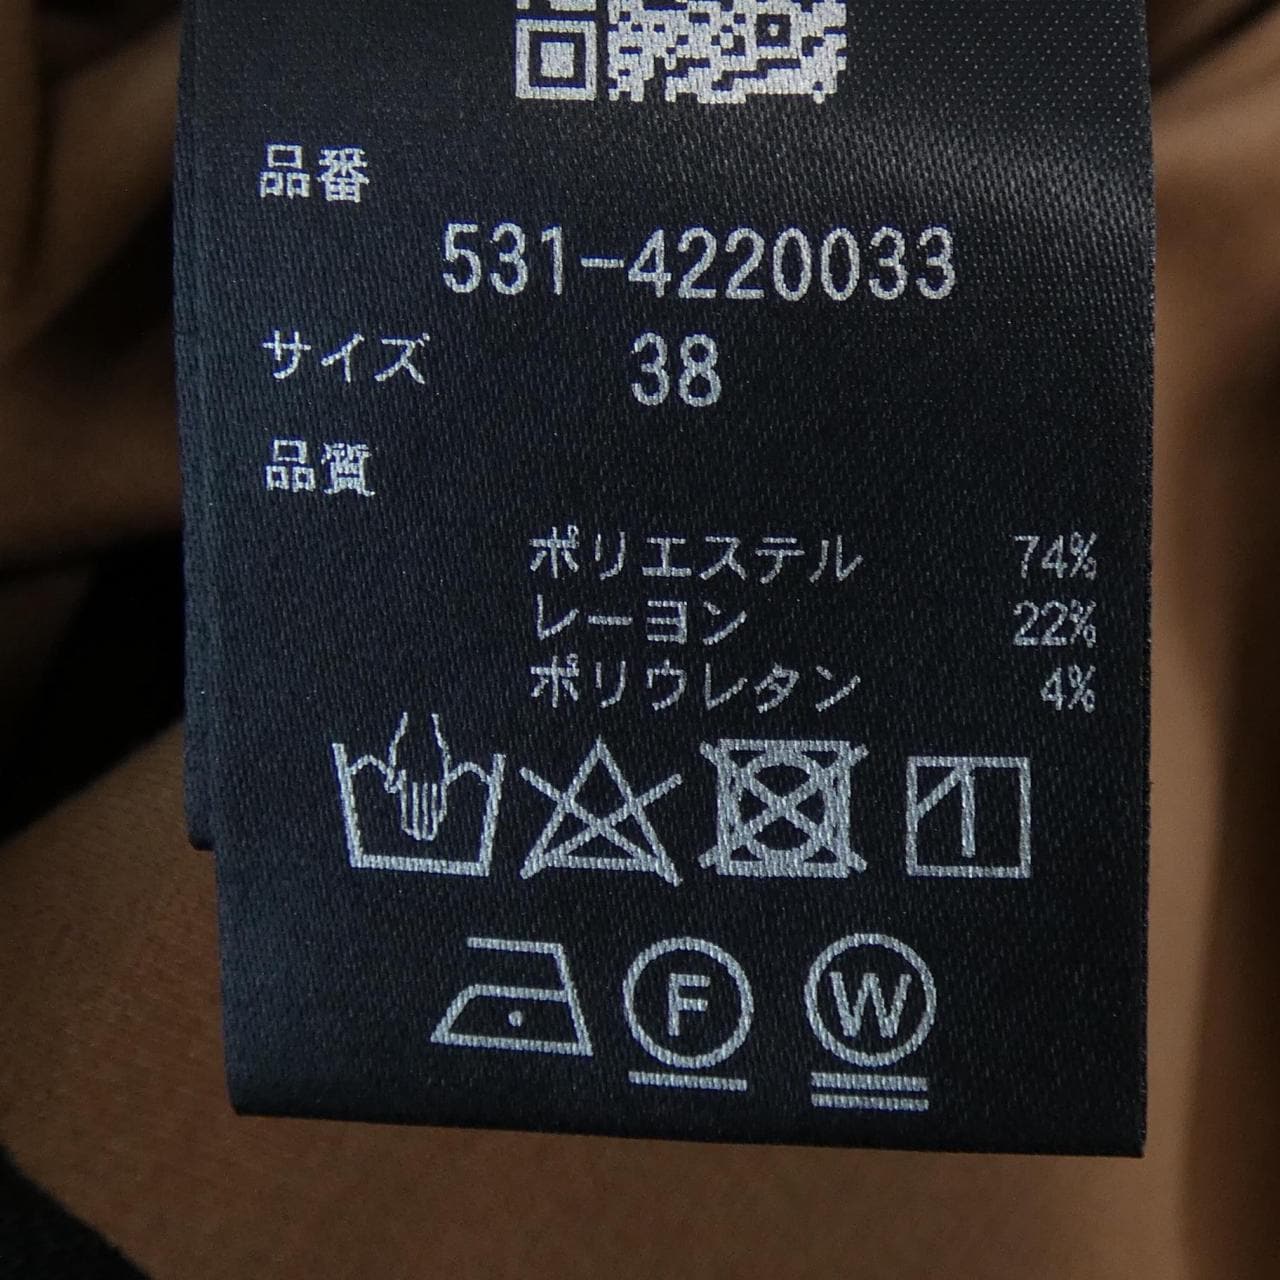 品番
531-4220033
サイズ 38
品質
ポリエステル 74%
レーヨン 22%
ポリウレタン 4%
F W